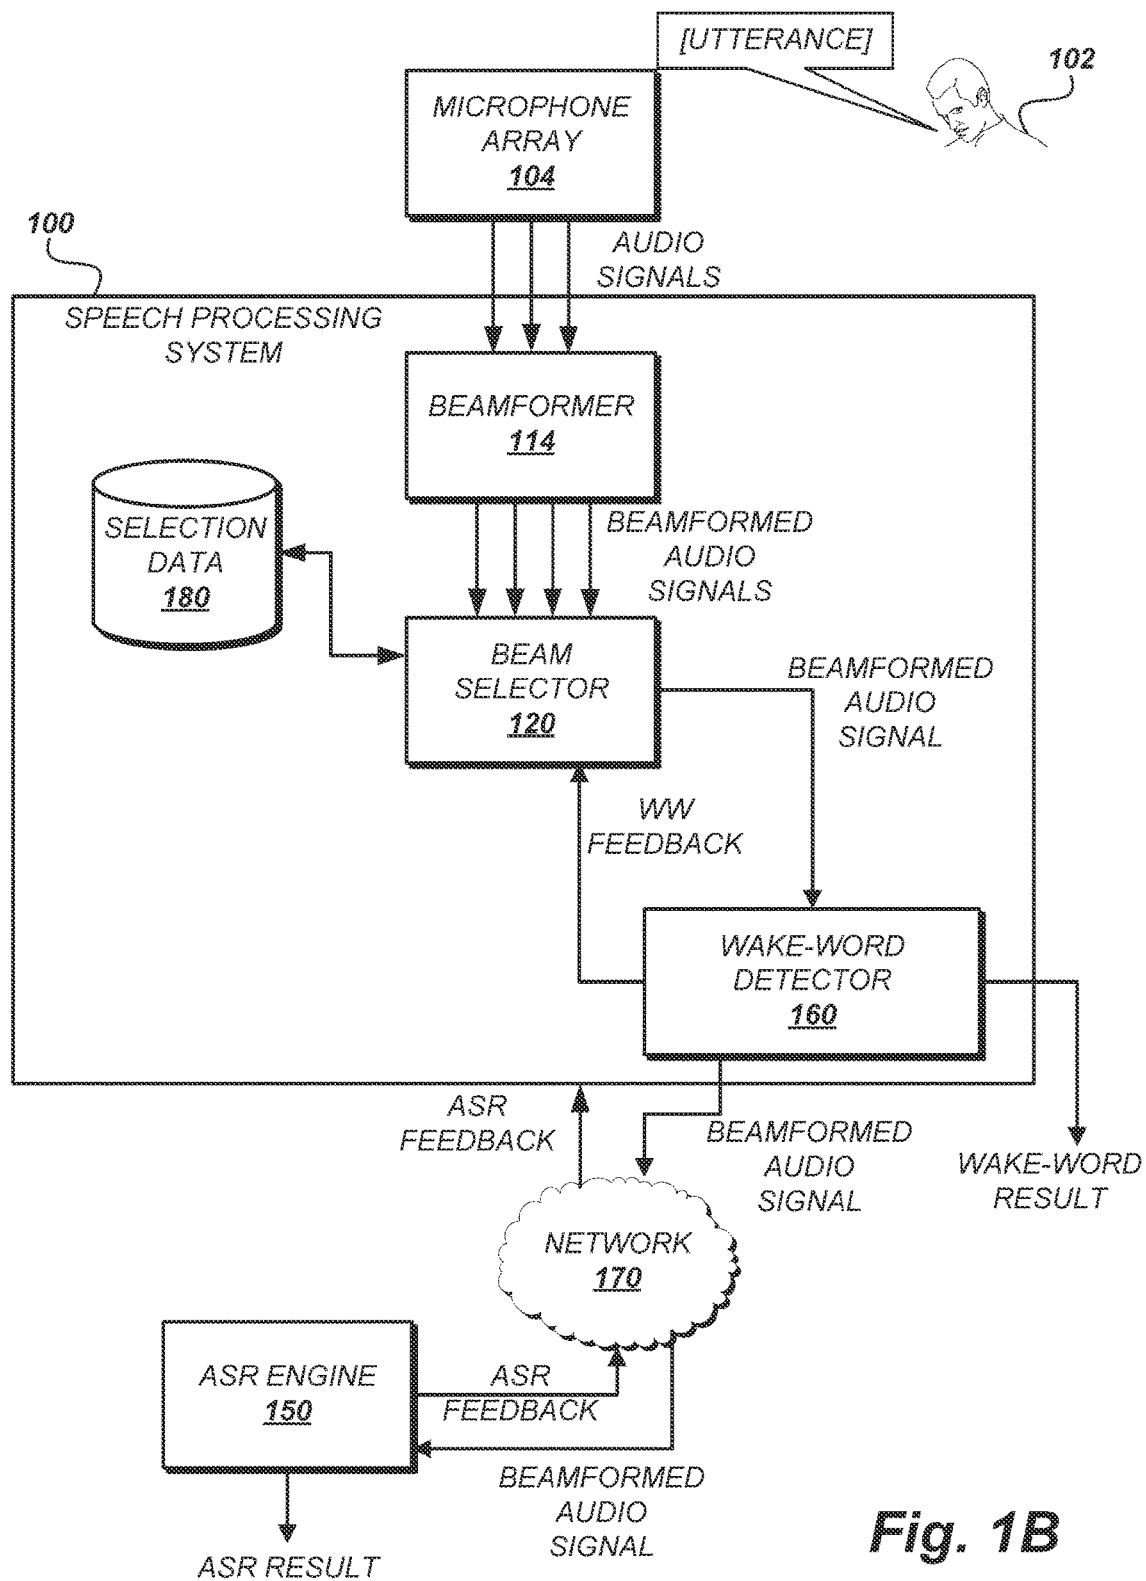 [UTTERANCE]
102
MICROPHONE
ARRAY
104
100
AUDIO
SIGNALS
SPEECH PROCESSING
SYSTEM
BEAMFORMER
114
SELECTION
DATA
180
BEAMFORMED
AUDIO
SIGNALS
BEAM
SELECTOR
120
BEAMFORMED
AUDIO
SIGNAL
WW
FEEDBACK
WAKE-WORD
DETECTOR
160
ASR
FEEDBACK
BEAMFORMED
AUDIO
SIGNAL
WAKE-WORD
RESULT
NETWORK
170
ASR ENGINE
150
ASR
FEEDBACK
BEAMFORMED
AUDIO
SIGNAL
ASR RESULT
Fig. 1B